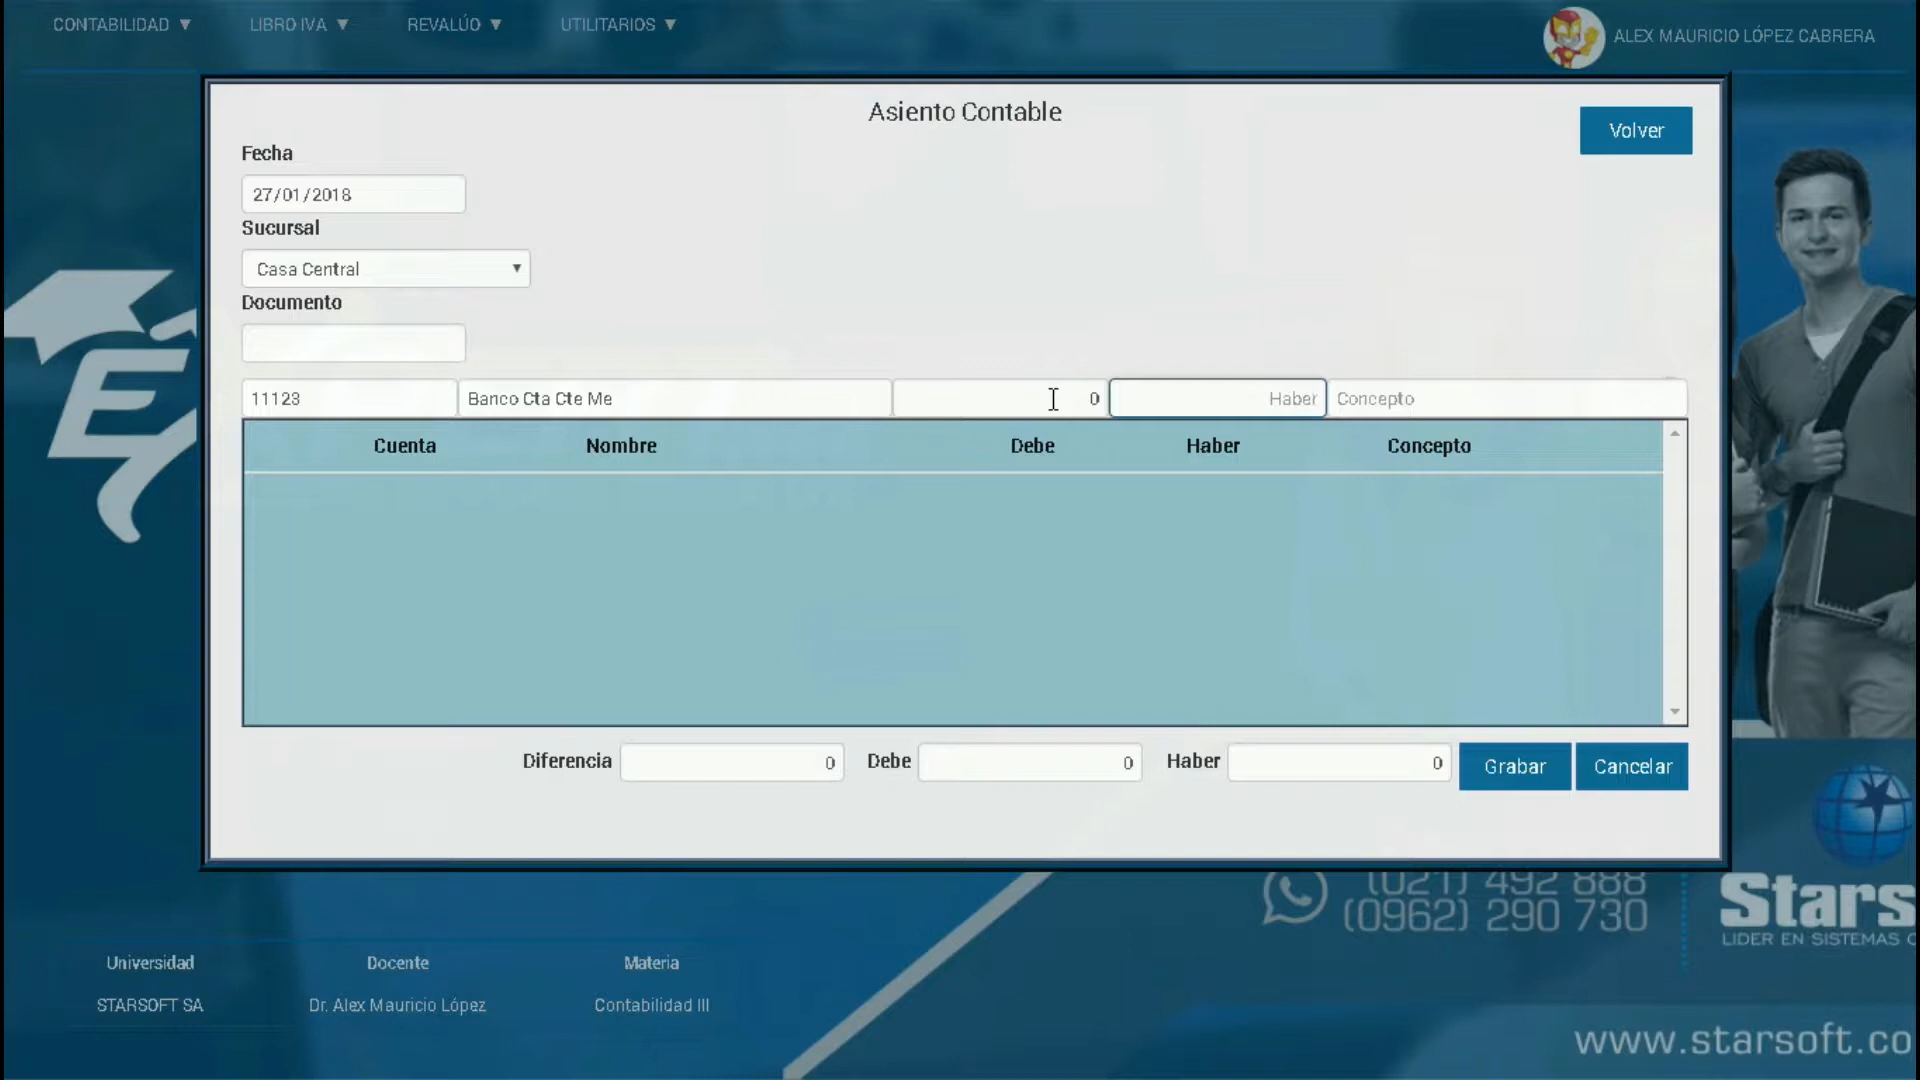 CONTABILIDAD ▼ LIBRO IVA ▼ REVALÚO ▼ UTILITARIOS ▼
ALEX MAURICIO LÓPEZ CABRERA
Asiento Contable
Volver
Fecha
27/01/2018
Sucursal
Casa Central ▼
Documento
11123 Banco Cta Cte Me 0 Haber Concepto
Cuenta Nombre Debe Haber Concepto
Diferencia 0 Debe 0 Haber 0 Grabar Cancelar
(021) 492 888
(0962) 290 730
Stars
LIDER EN SISTEMAS
Universidad Docente Materia
STARSOFT SA Dr. Alex Mauricio López Contabilidad III
www.starsoft.co